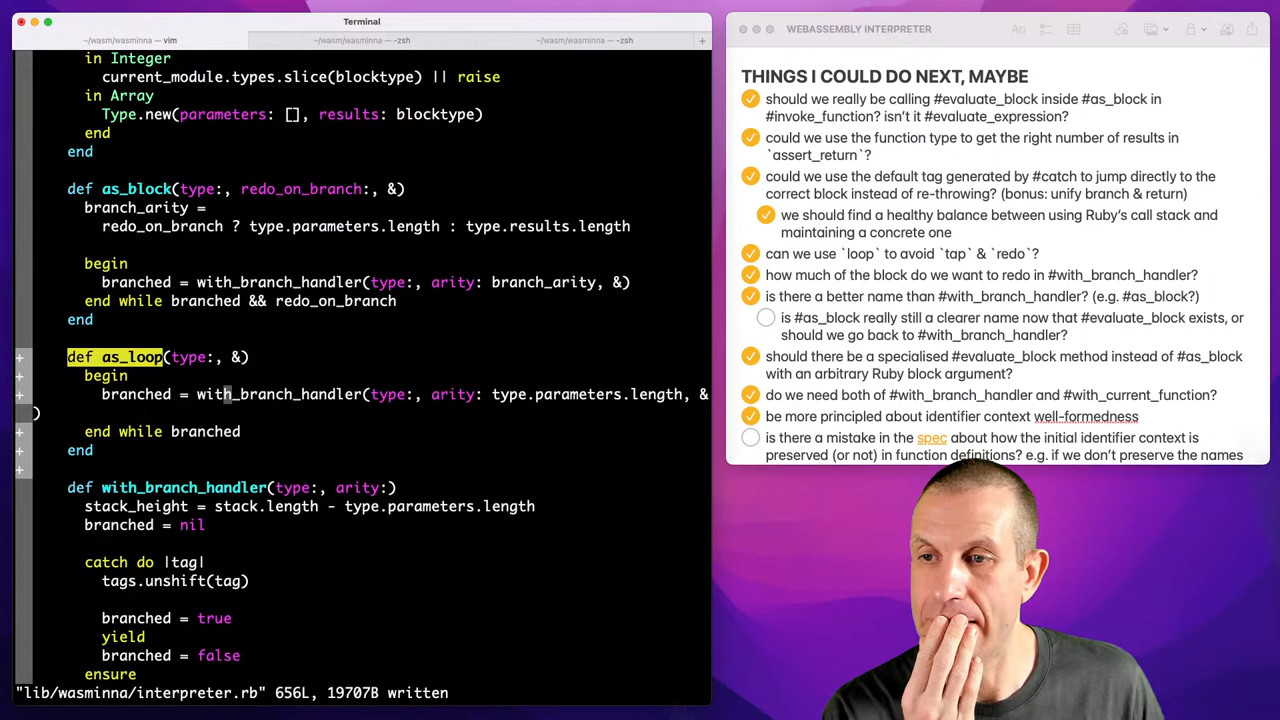 Terminal
~/wasm/wasminna — vim
~/wasm/wasminna — -zsh
~/wasm/wasminna — -zsh
+
in Integer
current_module.types.slice(blocktype) || raise
in Array
Type.new(parameters: [], results: blocktype)
end
end
def as_block(type:, redo_on_branch:, &)
branch_arity =
redo_on_branch ? type.parameters.length : type.results.length
begin
branched = with_branch_handler(type:, arity: branch_arity, &)
end while branched && redo_on_branch
end
+ def as_loop(type:, &)
+ begin
+ branched = with_branch_handler(type:, arity: type.parameters.length, &
)
+ end while branched
+ end
+
def with_branch_handler(type:, arity:)
stack_height = stack.length - type.parameters.length
branched = nil
catch do |tag|
tags.unshift(tag)
branched = true
yield
branched = false
ensure
"lib/wasminna/interpreter.rb" 656L, 19707B written
WEBASSEMBLY INTERPRETER
Aa
THINGS I COULD DO NEXT, MAYBE
should we really be calling #evaluate_block inside #as_block in
#invoke_function? isn't it #evaluate_expression?
could we use the function type to get the right number of results in
`assert_return`?
could we use the default tag generated by #catch to jump directly to the
correct block instead of re-throwing? (bonus: unify branch & return)
we should find a healthy balance between using Ruby's call stack and
maintaining a concrete one
can we use `loop` to avoid `tap` & `redo`?
how much of the block do we want to redo in #with_branch_handler?
is there a better name than #with_branch_handler? (e.g. #as_block?)
is #as_block really still a clearer name now that #evaluate_block exists, or
should we go back to #with_branch_handler?
should there be a specialised #evaluate_block method instead of #as_block
with an arbitrary Ruby block argument?
do we need both of #with_branch_handler and #with_current_function?
be more principled about identifier context well-formedness
is there a mistake in the spec about how the initial identifier context is
preserved (or not) in function definitions? e.g. if we don't preserve the names